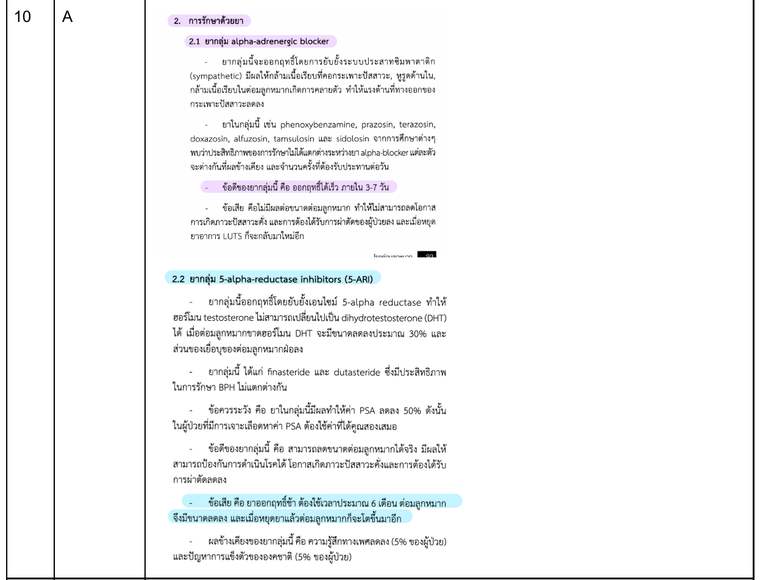 10 A
2. การรักษาด้วยยา
2.1 ยากลุ่ม alpha-adrenergic blocker
- ยากลุ่มนี้จะออกฤทธิ์โดยการยับยั้งระบบประสาทซิมพาตาติก
(sympathetic) มีผลให้กล้ามเนื้อเรียบที่คอกระเพาะปัสสาวะ, หูรูดด้านใน,
กล้ามเนื้อเรียบในต่อมลูกหมากเกิดการคลายตัว ทำให้แรงต้านที่ทางออกของ
กระเพาะปัสสาวะลดลง
- ยาในกลุ่มนี้ เช่น phenoxybenzamine, prazosin, terazosin,
doxazosin, alfuzosin, tamsulosin และ sidolosin จากการศึกษาต่างๆ
พบว่าประสิทธิภาพของการรักษาไม่ได้แตกต่างระหว่างยา alpha-blocker แต่ละตัว
จะต่างกันที่ผลข้างเคียง และจำนวนครั้งที่ต้องรับประทานต่อวัน
- ข้อดีของยากลุ่มนี้ คือ ออกฤทธิ์ได้เร็ว ภายใน 3-7 วัน
- ข้อเสีย คือไม่มีผลต่อขนาดต่อมลูกหมาก ทำให้ไม่สามารถลดโอกาส
การเกิดภาวะปัสสาวะคั่ง และการต้องได้รับการผ่าตัดของผู้ป่วยลง และเมื่อหยุด
ยาอาการ LUTS ก็จะกลับมาใหม่อีก
2.2 ยากลุ่ม 5-alpha-reductase inhibitors (5-ARI)
- ยากลุ่มนี้ออกฤทธิ์โดยยับยั้งเอนไซม์ 5-alpha reductase ทำให้
ฮอร์โมน testosterone ไม่สามารถเปลี่ยนไปเป็น dihydrotestosterone (DHT)
ได้ เมื่อต่อมลูกหมากขาดฮอร์โมน DHT จะมีขนาดลดลงประมาณ 30% และ
ส่วนของเยื่อบุของต่อมลูกหมากฝ่อลง
- ยากลุ่มนี้ ได้แก่ finasteride และ dutasteride ซึ่งมีประสิทธิภาพ
ในการรักษา BPH ไม่แตกต่างกัน
- ข้อควรระวัง คือ ยาในกลุ่มนี้มีผลทำให้ค่า PSA ลดลง 50% ดังนั้น
ในผู้ป่วยที่มีการเจาะเลือดหาค่า PSA ต้องใช้ค่าที่ได้คูณสองเสมอ
- ข้อดีของยากลุ่มนี้ คือ สามารถลดขนาดต่อมลูกหมากได้จริง มีผลให้
สามารถป้องกันการดำเนินโรคได้ โอกาสเกิดภาวะปัสสาวะคั่งและการต้องได้รับ
การผ่าตัดลดลง
- ข้อเสีย คือ ยาออกฤทธิ์ช้า ต้องใช้เวลาประมาณ 6 เดือน ต่อมลูกหมาก
จึงมีขนาดลดลง และเมื่อหยุดยาแล้วต่อมลูกหมากก็จะโตขึ้นมาอีก
- ผลข้างเคียงของยากลุ่มนี้ คือ ความรู้สึกทางเพศลดลง (5% ของผู้ป่วย)
และปัญหาการแข็งตัวขององคชาติ (5% ของผู้ป่วย)